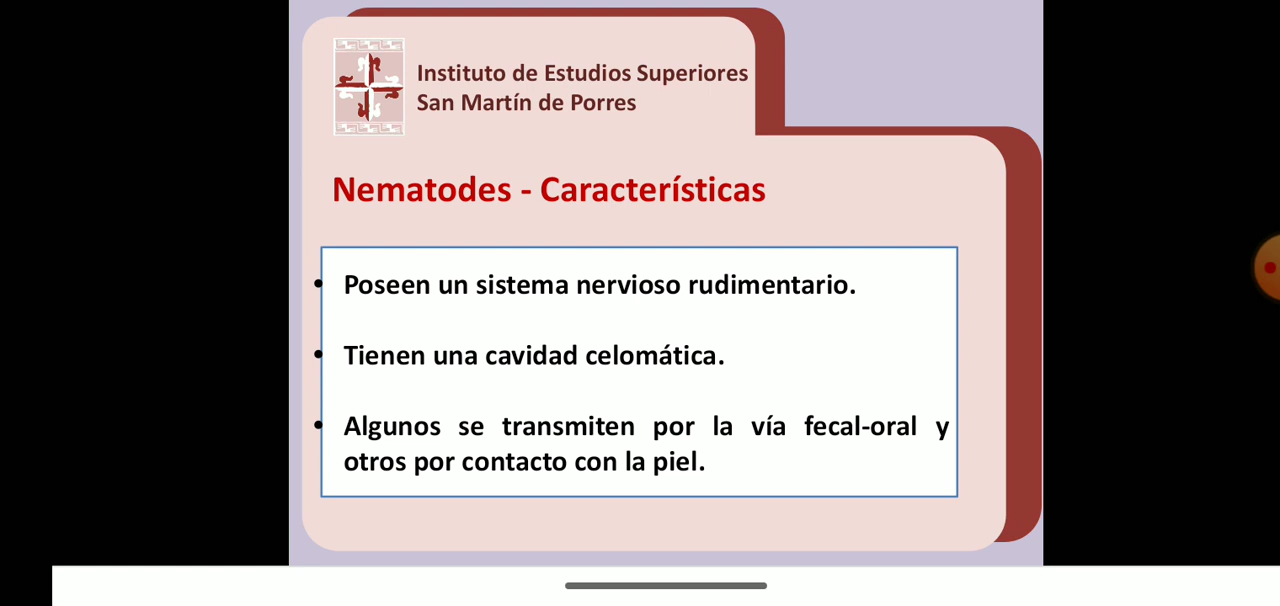 Instituto de Estudios Superiores
San Martín de Porres
Nematodes - Características
• Poseen un sistema nervioso rudimentario.
• Tienen una cavidad celomática.
• Algunos se transmiten por la vía fecal-oral y
otros por contacto con la piel.